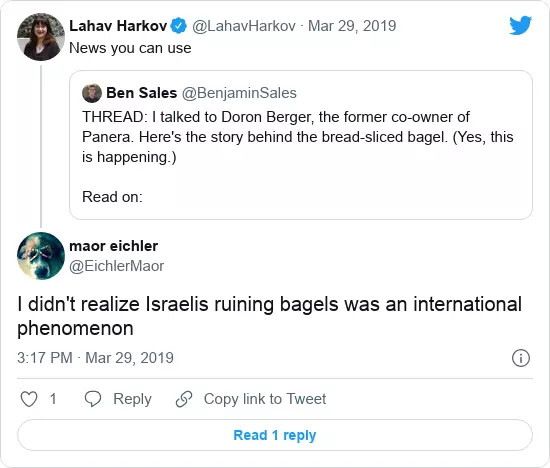 Lahav Harkov @LahavHarkov · Mar 29, 2019
News you can use
Ben Sales @BenjaminSales
THREAD: I talked to Doron Berger, the former co-owner of
Panera. Here's the story behind the bread-sliced bagel. (Yes, this
is happening.)
Read on:
maor eichler
@EichlerMaor
I didn't realize Israelis ruining bagels was an international
phenomenon
3:17 PM · Mar 29, 2019
1 Reply Copy link to Tweet
Read 1 reply